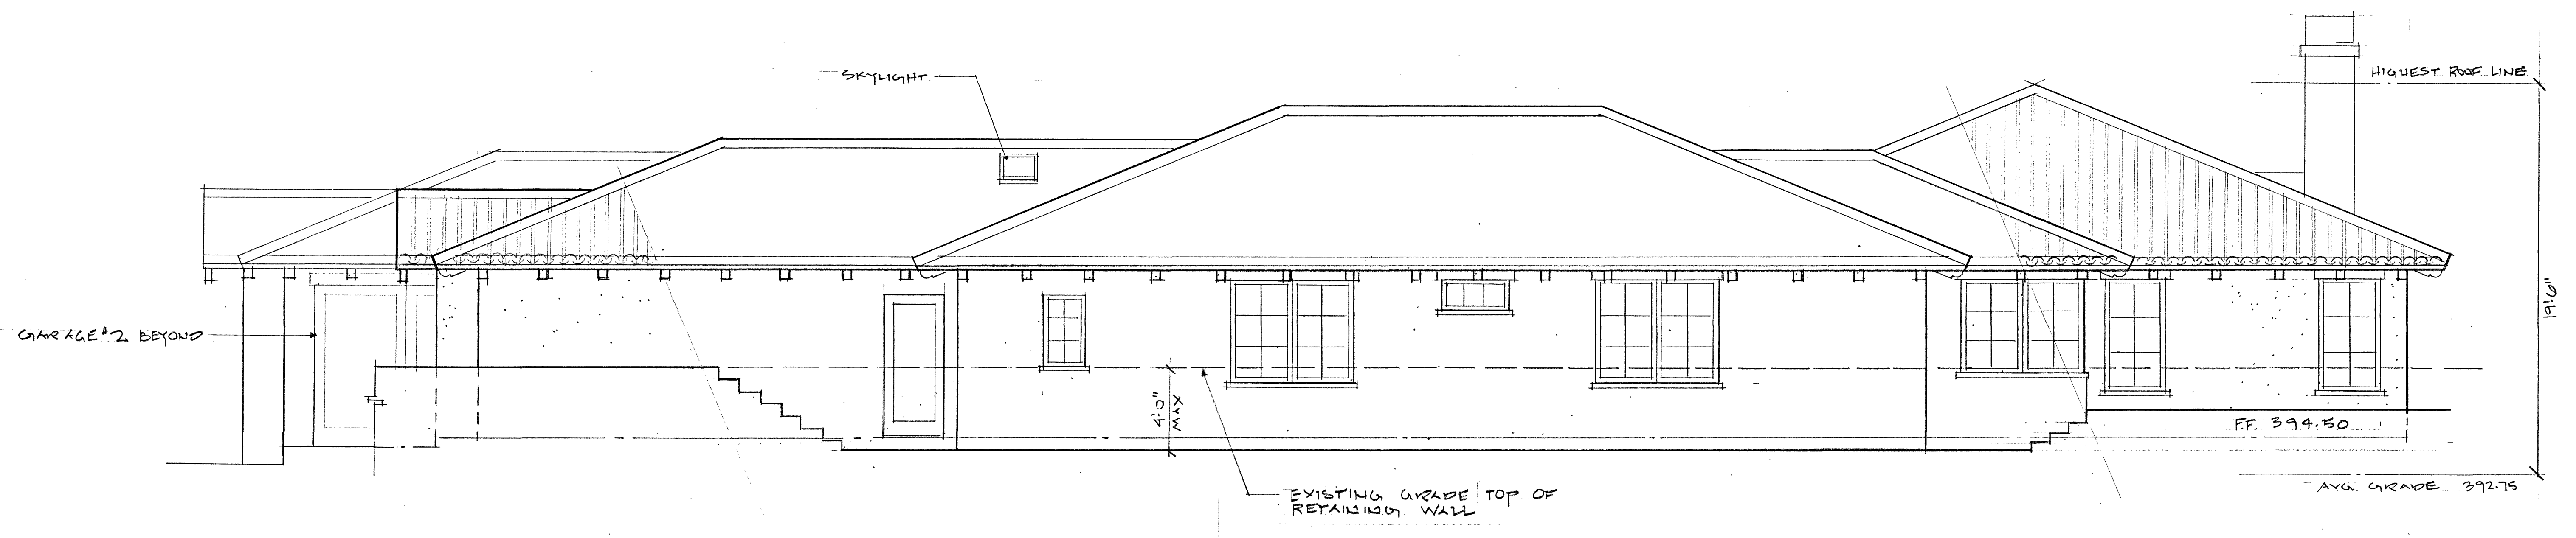 SKYLIGHT
HIGHEST ROOF LINE
GARAGE #2 BEYOND
19'6"
4'0"
MAX
F.F. 394.50
AVG. GRADE 392.75
EXISTING GRADE / TOP OF
RETAINING WALL